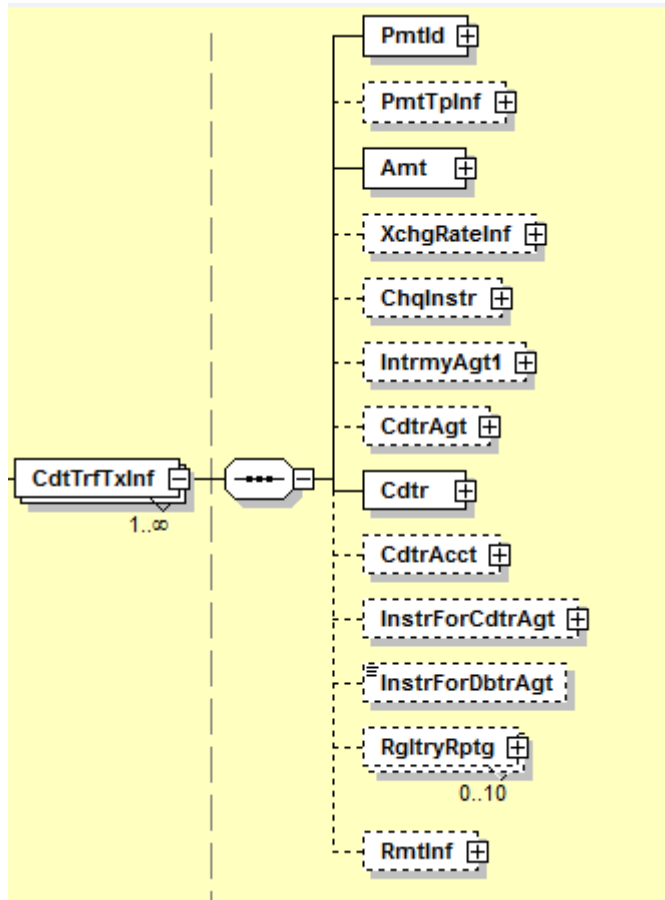 PmtId
PmtTpInf
Amt
XchgRateInf
ChqInstr
IntrmyAgt1
CdtrAgt
CdtTrfTxInf
Cdtr
1..∞
CdtrAcct
InstrForCdtrAgt
InstrForDbtrAgt
RgltryRptg
0..10
RmtInf